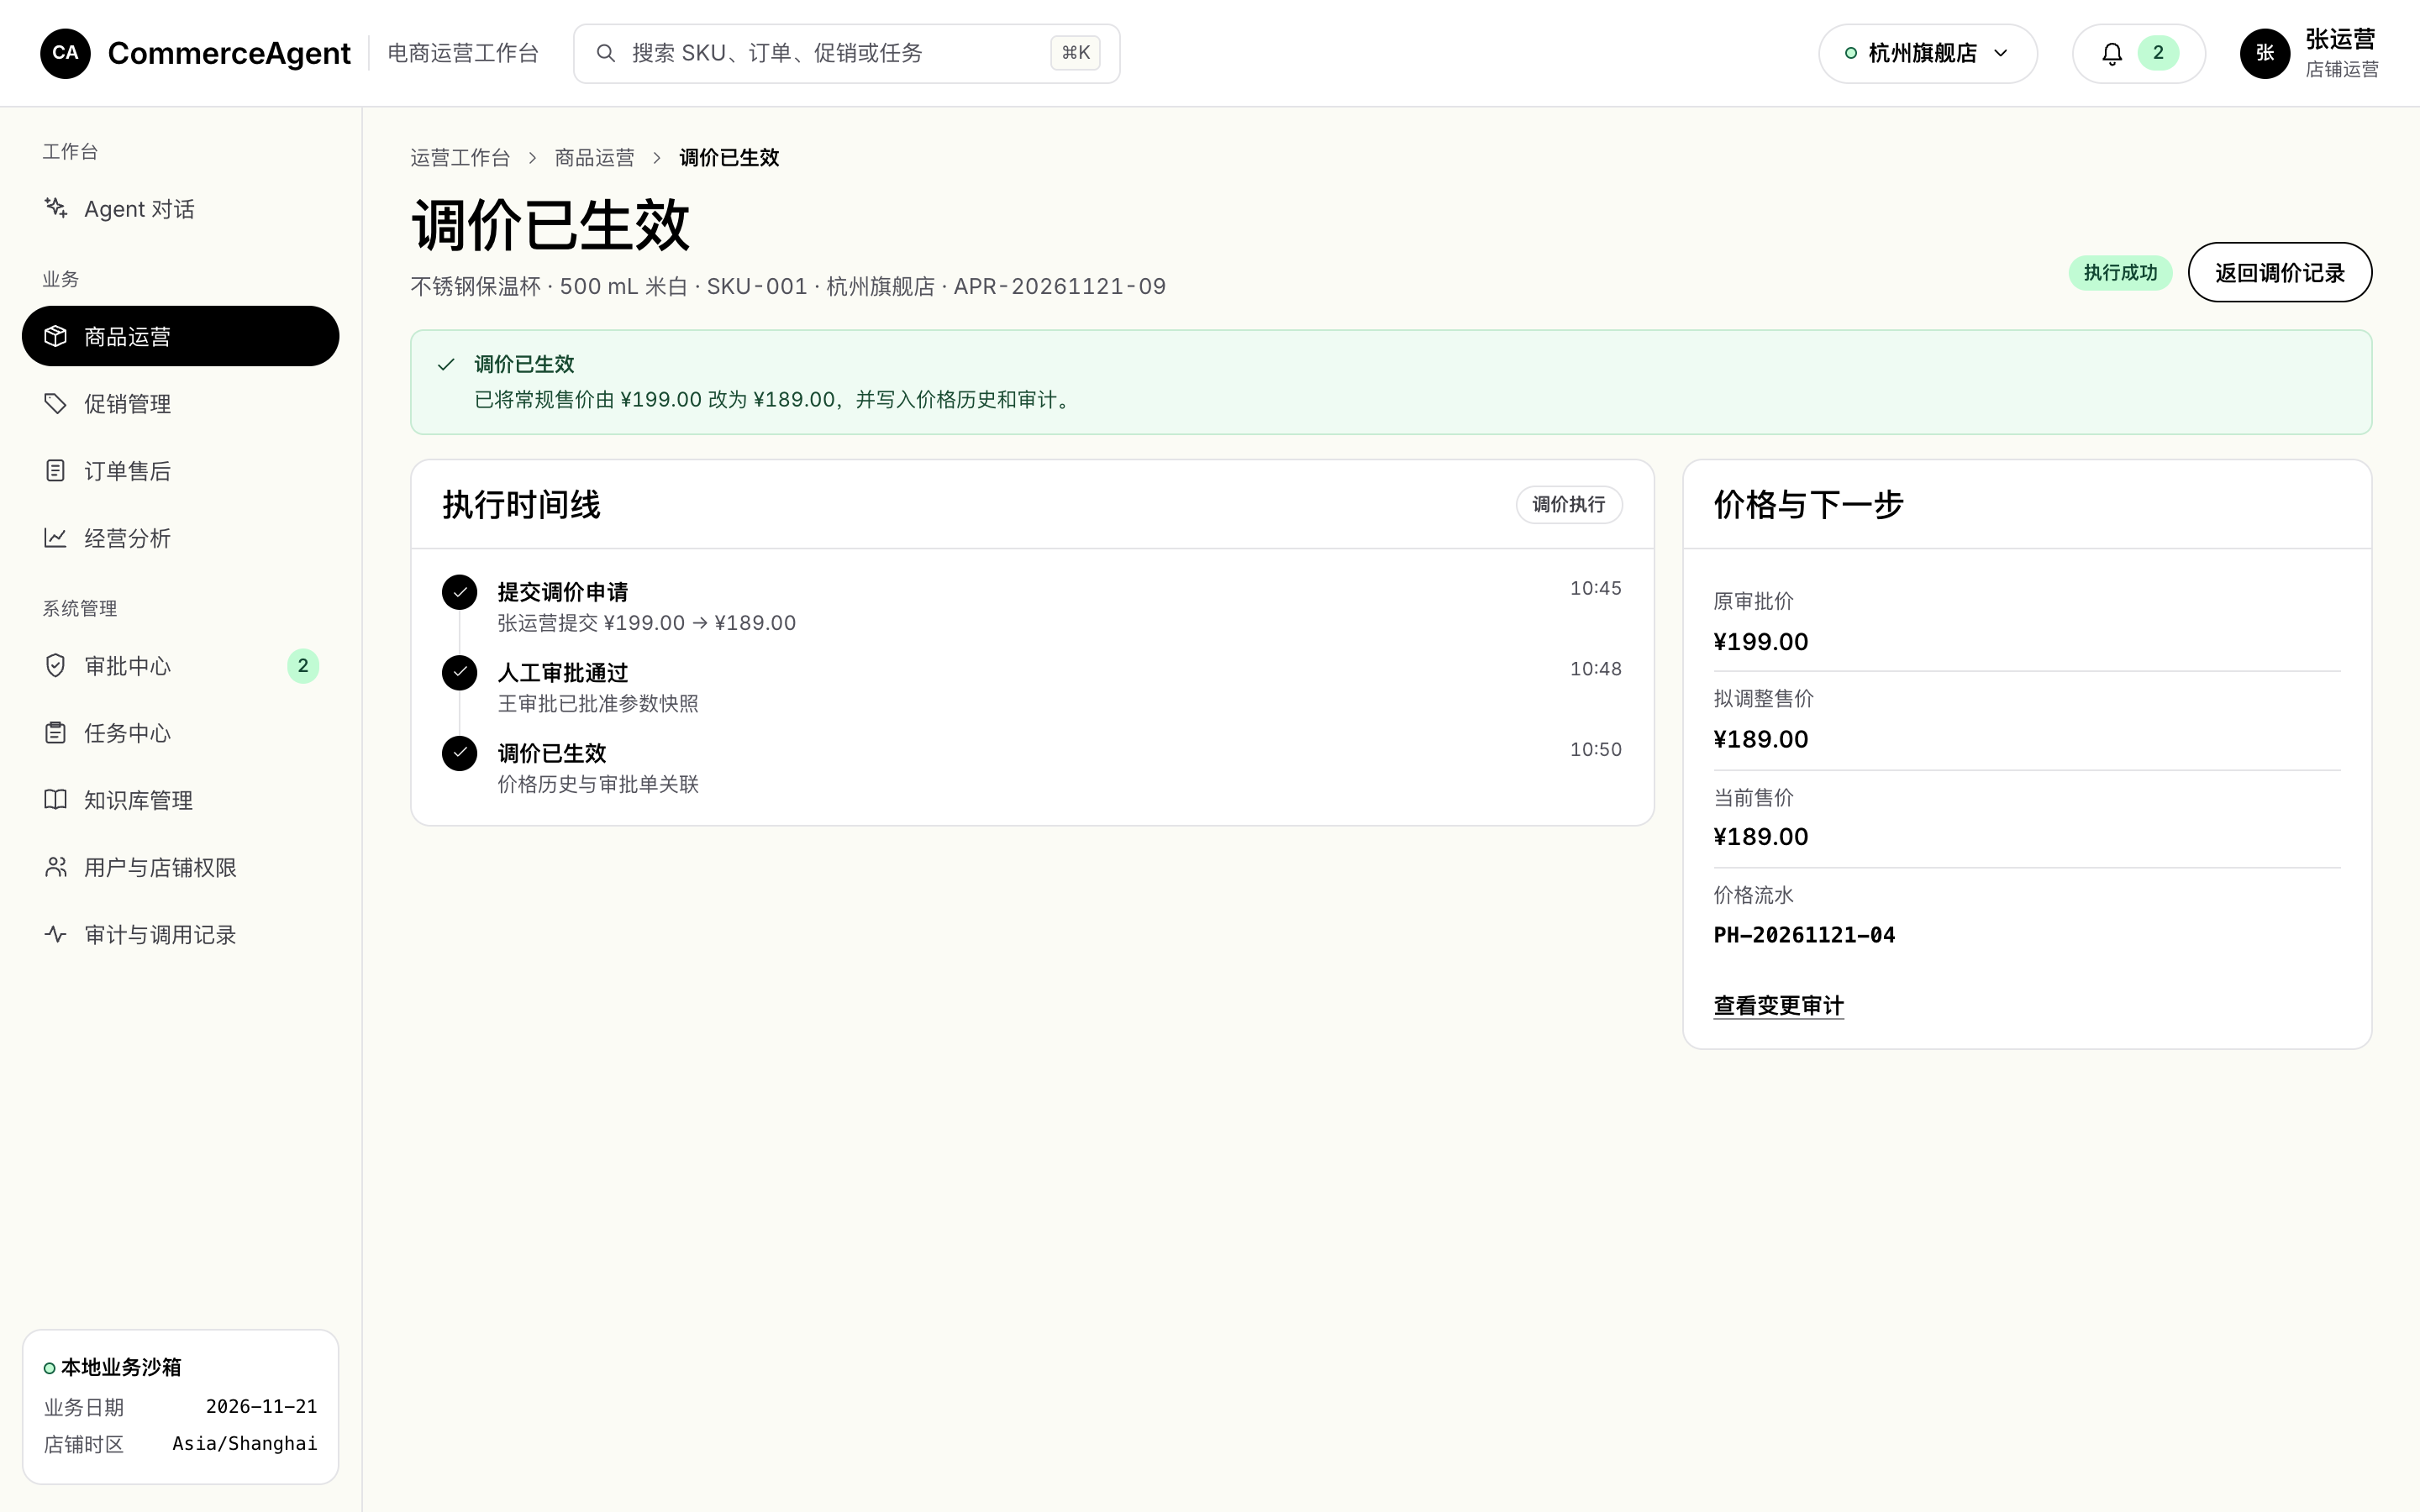 CA CommerceAgent 电商运营工作台 搜索 SKU、订单、促销或任务 ⌘K 杭州旗舰店 2 张 张运营
店铺运营
工作台
Agent 对话
业务
商品运营
促销管理
订单售后
经营分析
系统管理
审批中心 2
任务中心
知识库管理
用户与店铺权限
审计与调用记录
本地业务沙箱
业务日期 2026-11-21
店铺时区 Asia/Shanghai
运营工作台 > 商品运营 > 调价已生效
调价已生效
不锈钢保温杯 · 500 mL 米白 · SKU-001 · 杭州旗舰店 · APR-20261121-09
执行成功 返回调价记录
调价已生效
已将常规售价由 ¥199.00 改为 ¥189.00，并写入价格历史和审计。
执行时间线 调价执行
提交调价申请 10:45
张运营提交 ¥199.00 → ¥189.00
人工审批通过 10:48
王审批已批准参数快照
调价已生效 10:50
价格历史与审批单关联
价格与下一步
原审批价
¥199.00
拟调整售价
¥189.00
当前售价
¥189.00
价格流水
PH-20261121-04
查看变更审计